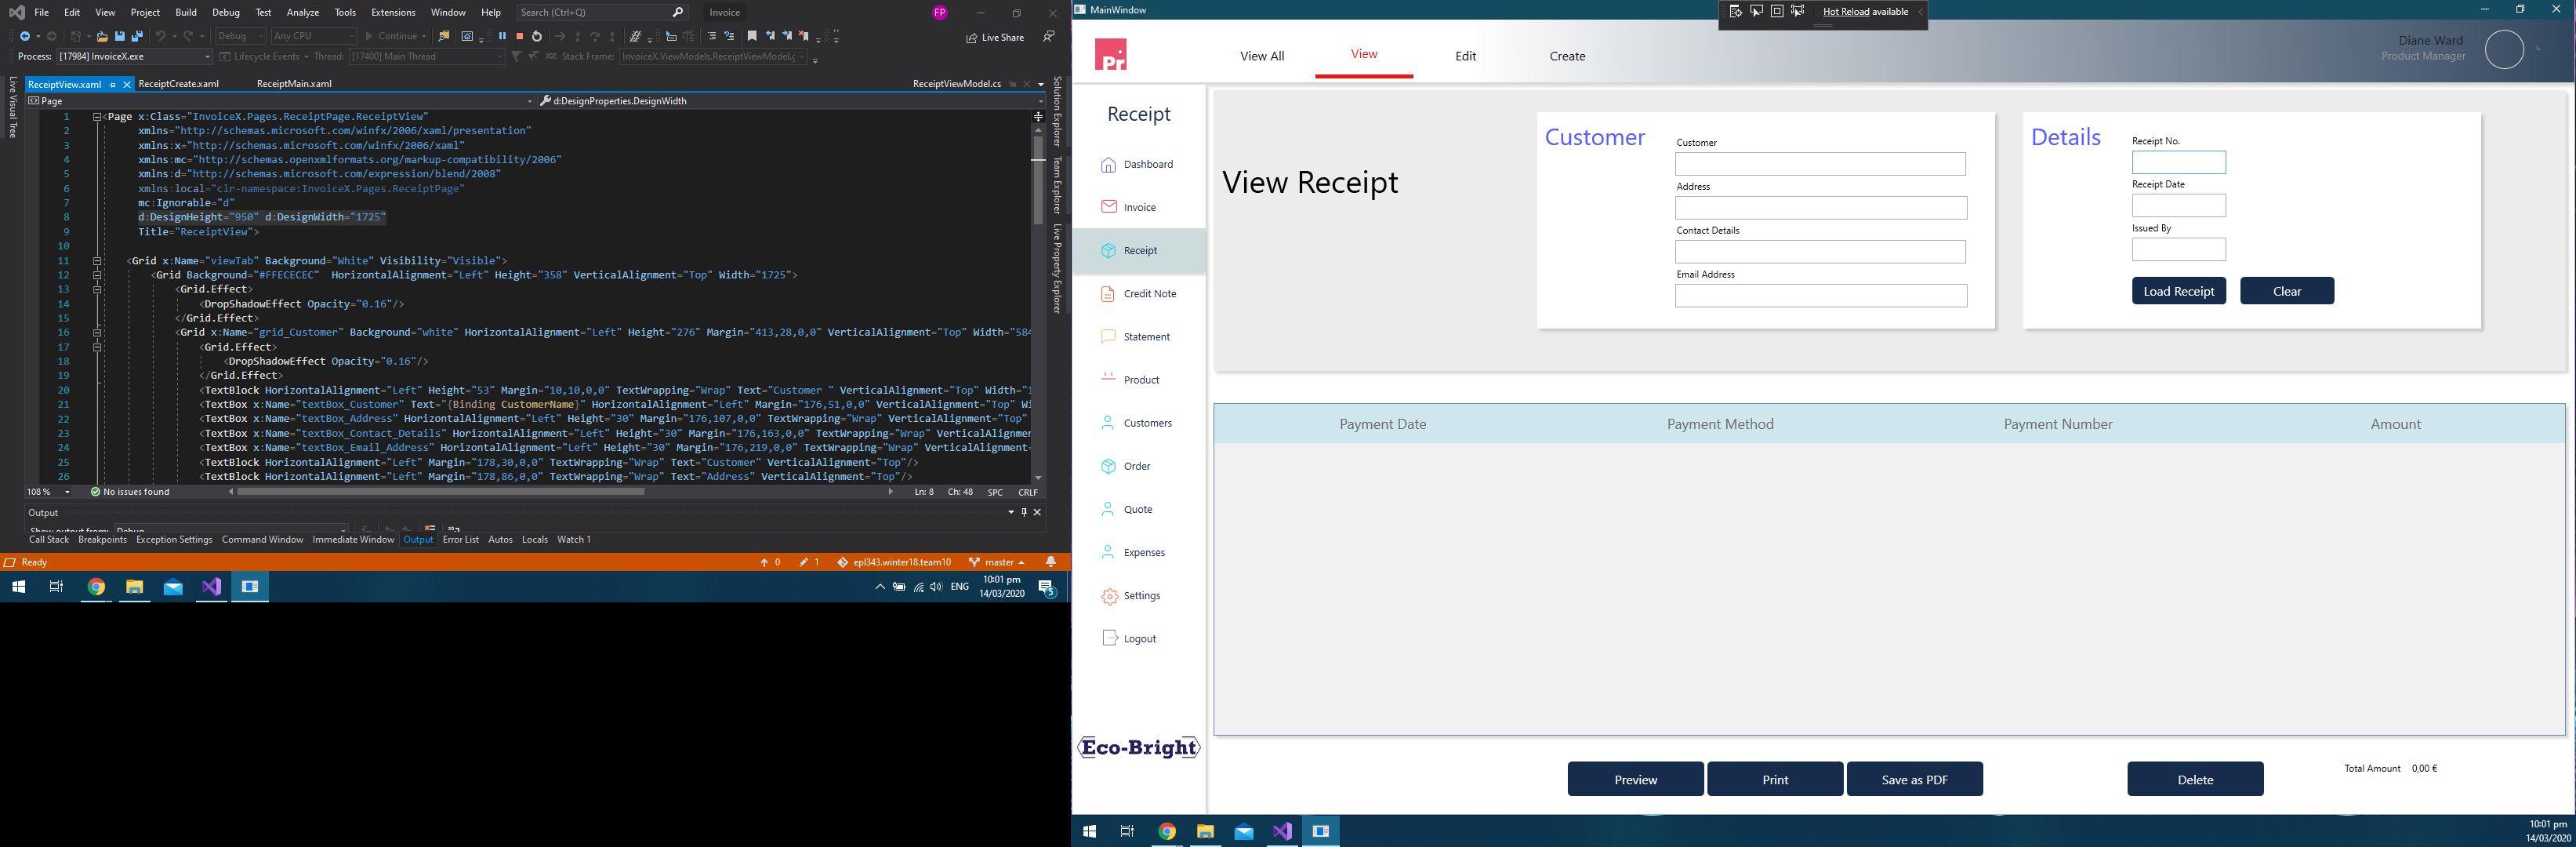 File Edit View Project Build Debug Test Analyze Tools Extensions Window Help Search (Ctrl+Q) Invoice FP
Debug Any CPU Continue Live Share
Process: [17984] InvoiceX.exe Lifecycle Events Thread: [17400] Main Thread Stack Frame: InvoiceX.ViewModels.ReceiptViewModel.
ReceiptView.xaml ReceiptCreate.xaml ReceiptMain.xaml ReceiptViewModel.cs
Page d:DesignProperties.DesignWidth
Live Visual Tree
1 <Page x:Class="InvoiceX.Pages.ReceiptPage.ReceiptView"
2 xmlns="http://schemas.microsoft.com/winfx/2006/xaml/presentation"
3 xmlns:x="http://schemas.microsoft.com/winfx/2006/xaml"
4 xmlns:mc="http://schemas.openxmlformats.org/markup-compatibility/2006"
5 xmlns:d="http://schemas.microsoft.com/expression/blend/2008"
6 xmlns:local="clr-namespace:InvoiceX.Pages.ReceiptPage"
7 mc:Ignorable="d"
8 d:DesignHeight="950" d:DesignWidth="1725"
9 Title="ReceiptView">
10
11 <Grid x:Name="viewTab" Background="White" Visibility="Visible">
12 <Grid Background="#FFECECEC" HorizontalAlignment="Left" Height="358" VerticalAlignment="Top" Width="1725">
13 <Grid.Effect>
14 <DropShadowEffect Opacity="0.16"/>
15 </Grid.Effect>
16 <Grid x:Name="grid_Customer" Background="white" HorizontalAlignment="Left" Height="276" Margin="413,28,0,0" VerticalAlignment="Top" Width="584
17 <Grid.Effect>
18 <DropShadowEffect Opacity="0.16"/>
19 </Grid.Effect>
20 <TextBlock HorizontalAlignment="Left" Height="53" Margin="10,10,0,0" TextWrapping="Wrap" Text="Customer " VerticalAlignment="Top" Width="1
21 <TextBox x:Name="textBox_Customer" Text="{Binding CustomerName}" HorizontalAlignment="Left" Margin="176,51,0,0" VerticalAlignment="Top" Wi
22 <TextBox x:Name="textBox_Address" HorizontalAlignment="Left" Height="30" Margin="176,107,0,0" TextWrapping="Wrap" VerticalAlignment="Top"
23 <TextBox x:Name="textBox_Contact_Details" HorizontalAlignment="Left" Height="30" Margin="176,163,0,0" TextWrapping="Wrap" VerticalAlignmen
24 <TextBox x:Name="textBox_Email_Address" HorizontalAlignment="Left" Height="30" Margin="176,219,0,0" TextWrapping="Wrap" VerticalAlignment=
25 <TextBlock HorizontalAlignment="Left" Margin="178,30,0,0" TextWrapping="Wrap" Text="Customer" VerticalAlignment="Top"/>
26 <TextBlock HorizontalAlignment="Left" Margin="178,86,0,0" TextWrapping="Wrap" Text="Address" VerticalAlignment="Top"/>
Solution Explorer
Team Explorer
Live Property Explorer
108 % No issues found Ln: 8 Ch: 48 SPC CRLF
Output
Show output from: Debug
Call Stack Breakpoints Exception Settings Command Window Immediate Window Output Error List Autos Locals Watch 1
Ready 0 1 epl343.winter18.team10 master
ENG 10:01 pm
14/03/2020
5
MainWindow
Hot Reload available
Pr
View All View Edit Create
Diane Ward
Product Manager
Receipt
Dashboard
Invoice
Receipt
Credit Note
Statement
Product
Customers
Order
Quote
Expenses
Settings
Logout
Eco-Bright
View Receipt
Customer
Customer
Address
Contact Details
Email Address
Details
Receipt No.
Receipt Date
Issued By
Load Receipt Clear
Payment Date Payment Method Payment Number Amount
Preview Print Save as PDF Delete Total Amount 0,00 €
10:01 pm
14/03/2020